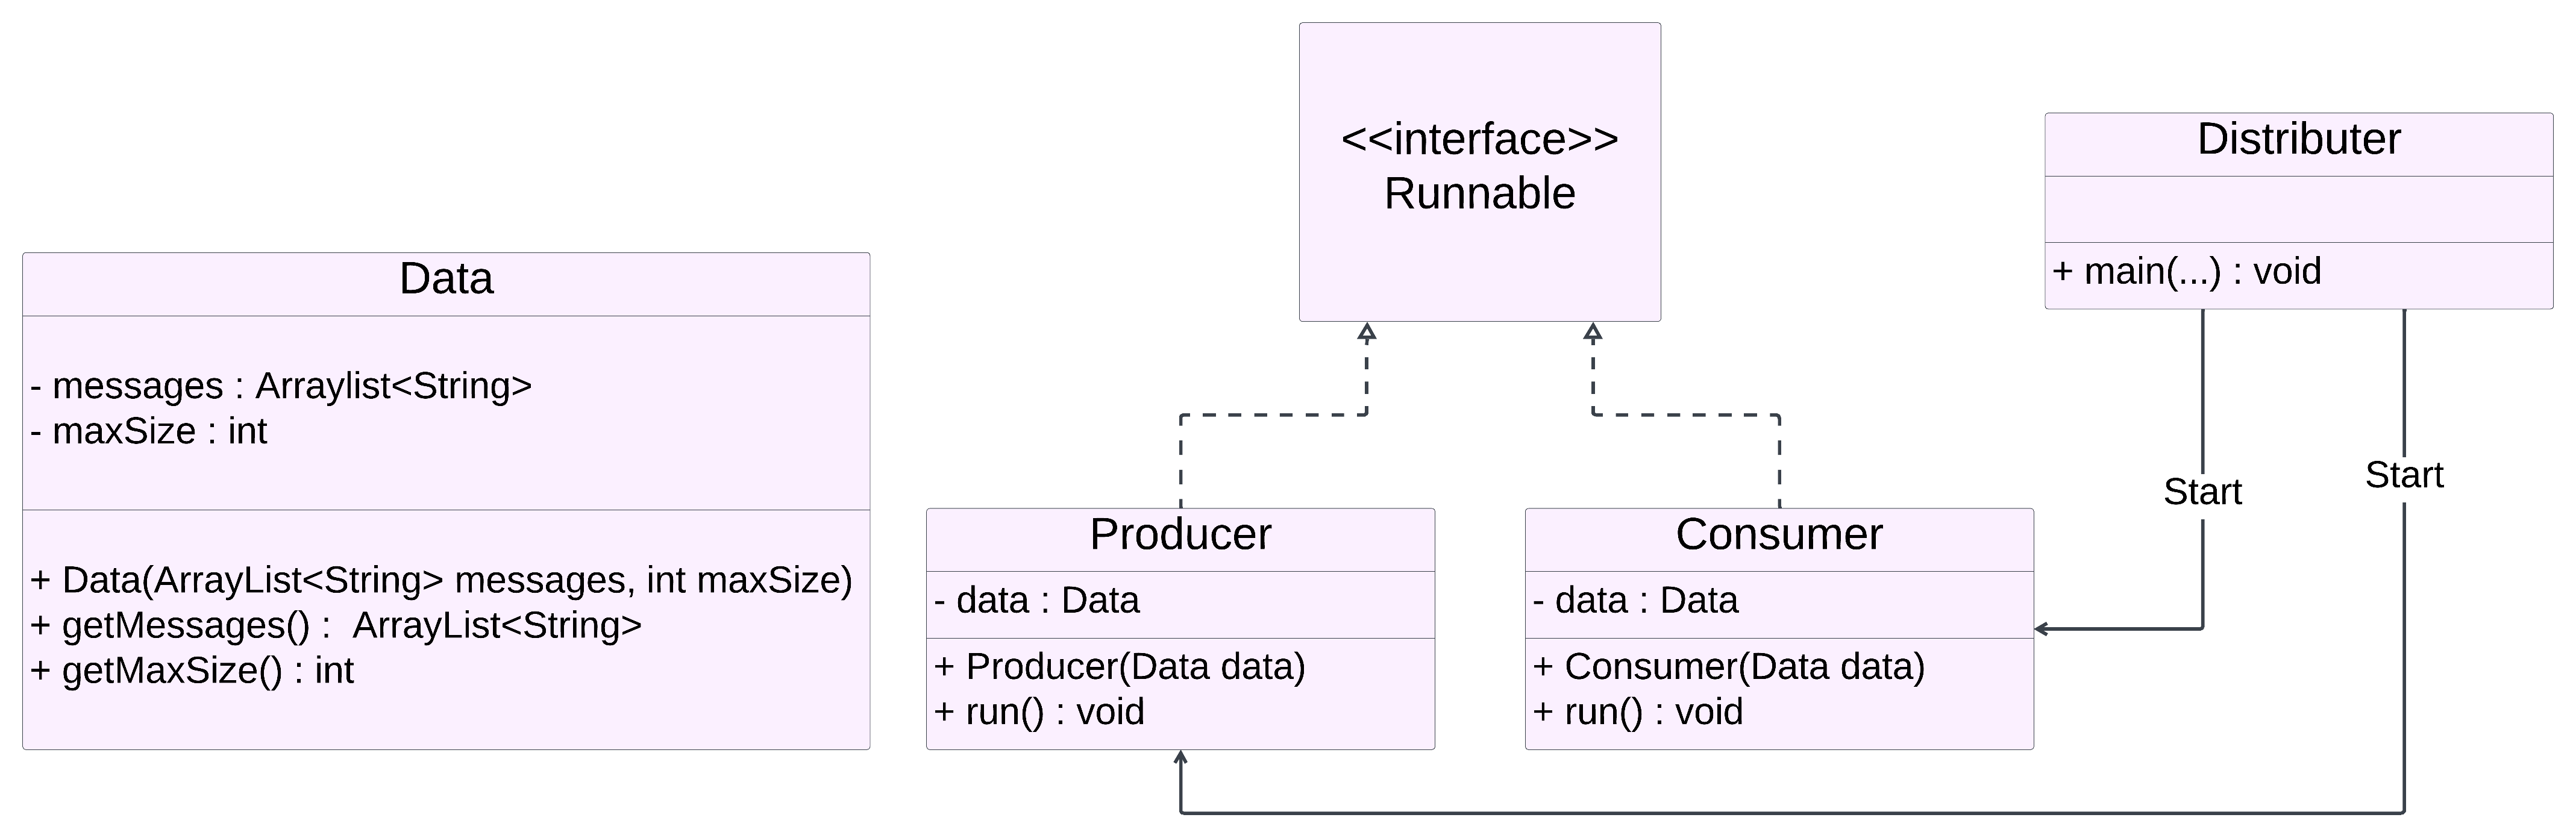 <<interface>>
Runnable
Distributer
+ main(...) : void
Data
- messages : Arraylist<String>
- maxSize : int
+ Data(ArrayList<String> messages, int maxSize)
+ getMessages() :  ArrayList<String>
+ getMaxSize() : int
Producer
- data : Data
+ Producer(Data data)
+ run() : void
Consumer
- data : Data
+ Consumer(Data data)
+ run() : void
Start
Start